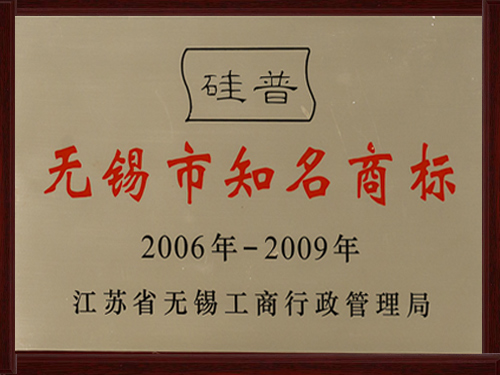 硅普
无锡市知名商标
2006年-2009年
江苏省无锡工商行政管理局